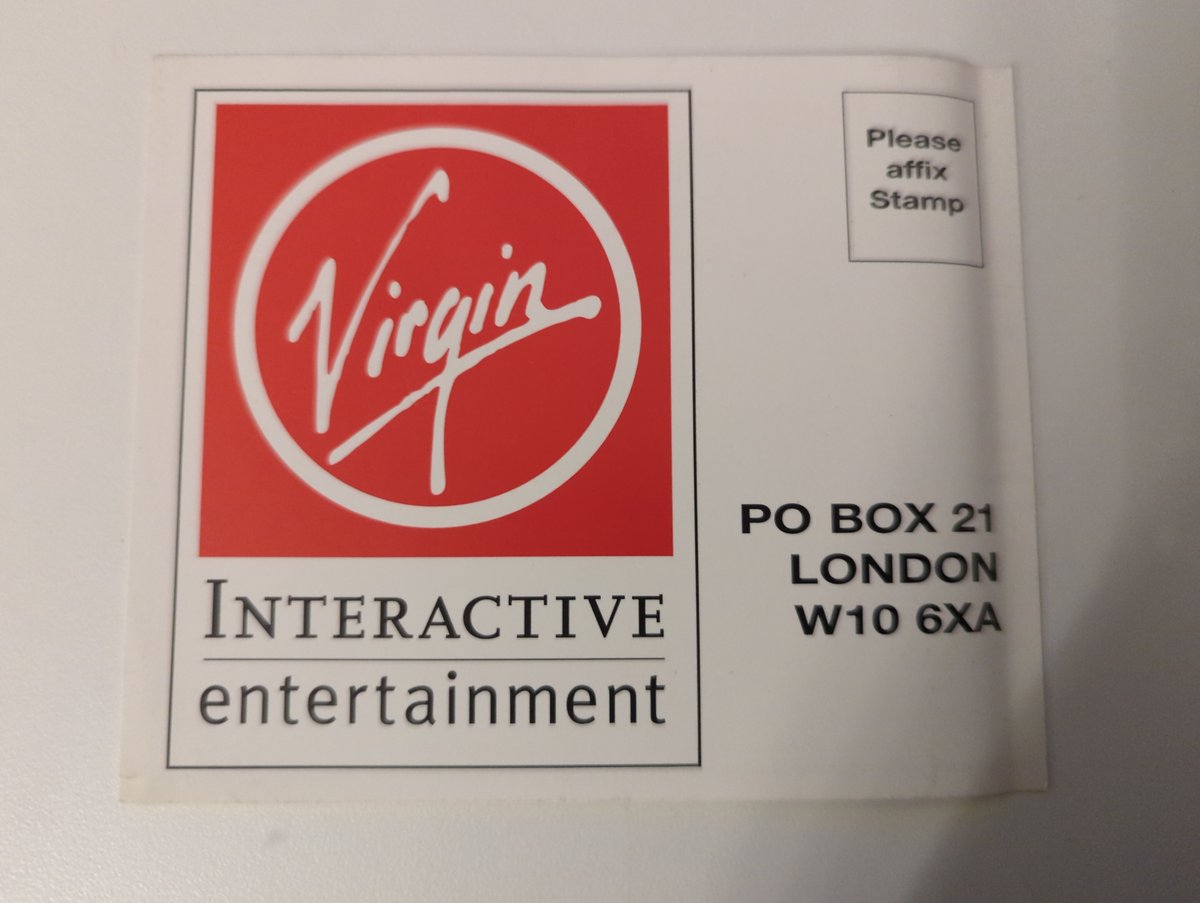 Virgin
INTERACTIVE
entertainment
Please
affix
Stamp
PO BOX 21
LONDON
W10 6XA